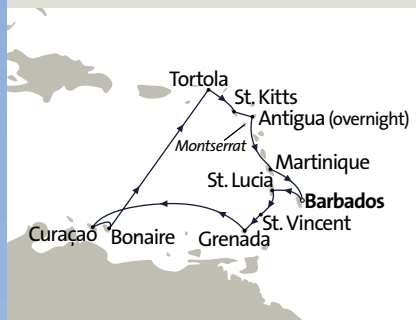 Tortola
St. Kitts
Antigua (overnight)
Montserrat
Martinique
St. Lucia
Barbados
St. Vincent
Grenada
Curaçao
Bonaire